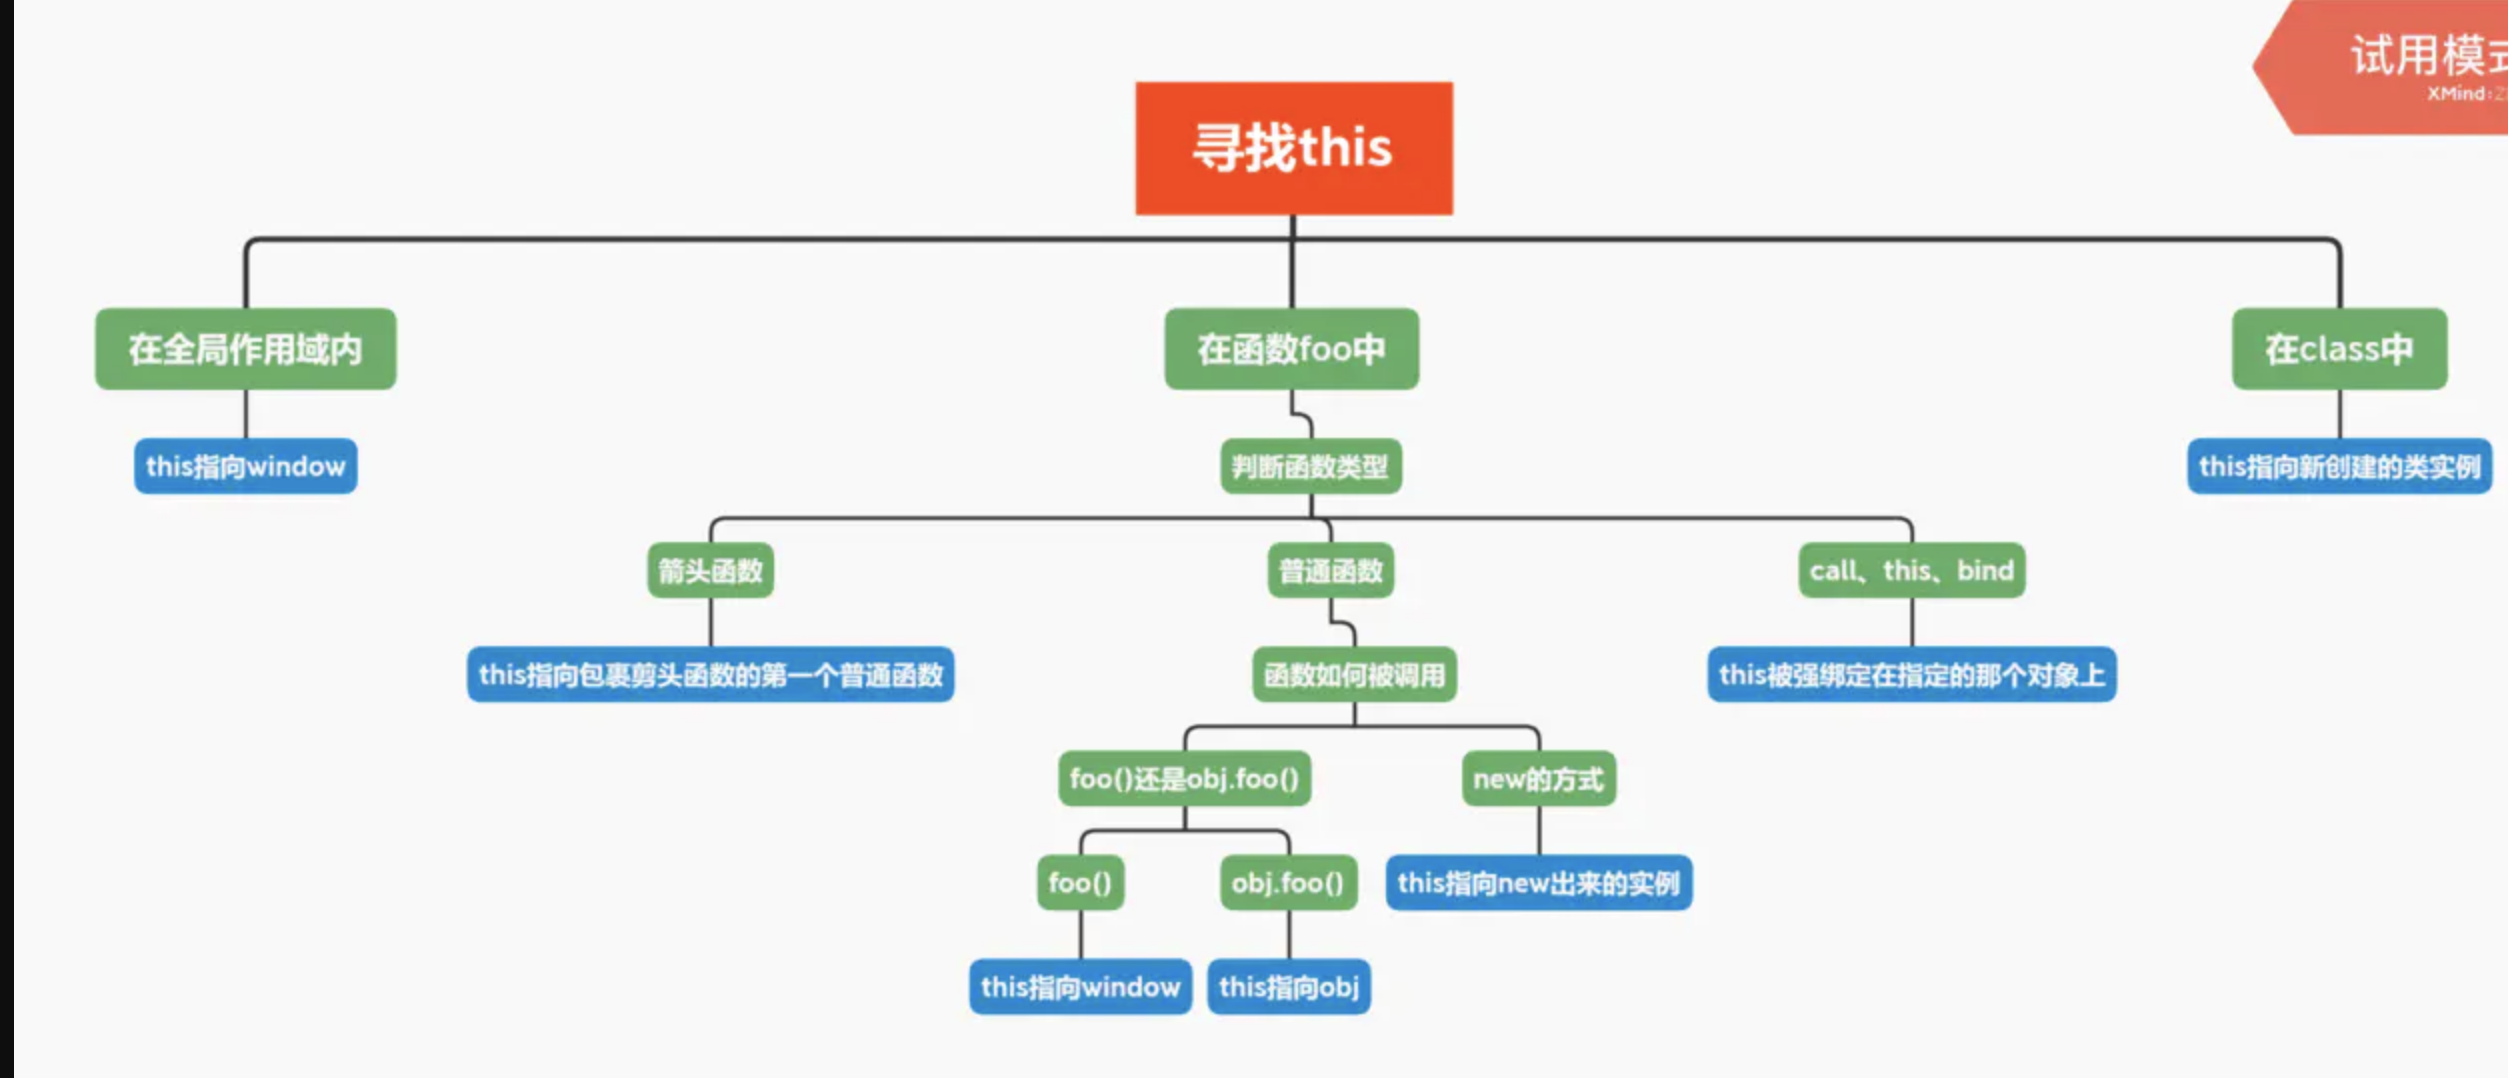 试用模式
XMind:Z
寻找this
在全局作用域内
在函数foo中
在class中
this指向window
判断函数类型
this指向新创建的类实例
箭头函数
普通函数
call、this、bind
this指向包裹剪头函数的第一个普通函数
函数如何被调用
this被强绑定在指定的那个对象上
foo()还是obj.foo()
new的方式
foo()
obj.foo()
this指向new出来的实例
this指向window
this指向obj